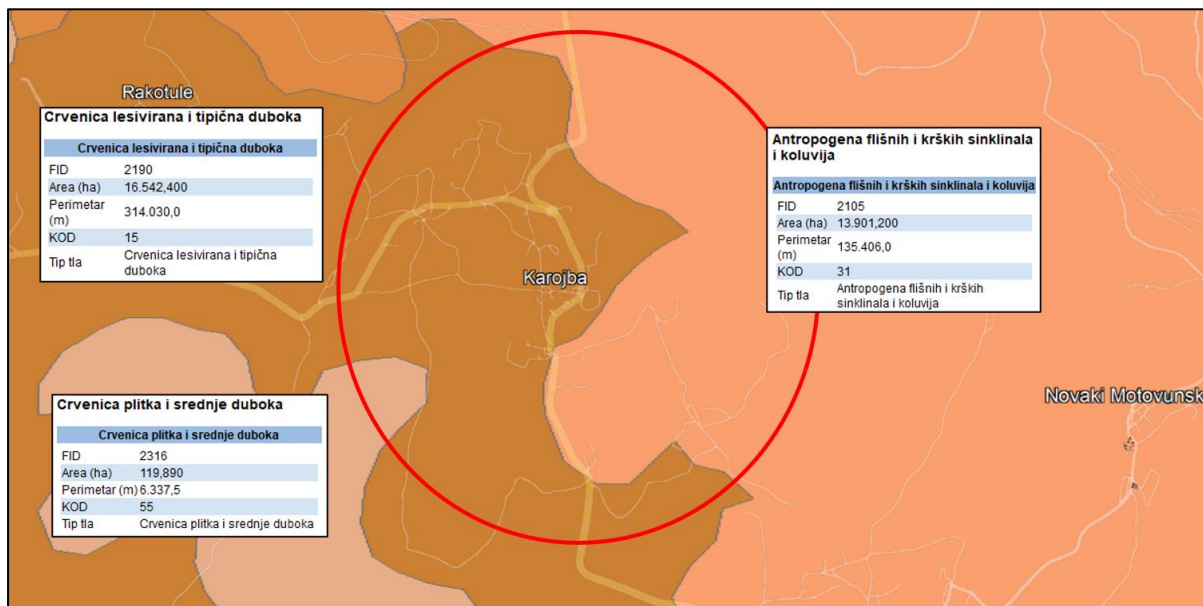 Rakotule
Crvenica lesivirana i tipična duboka
Crvenica lesivirana i tipična duboka
FID 2190
Area (ha) 16.542,400
Perimetar
(m) 314.030,0
KOD 15
Tip tla Crvenica lesivirana i tipična
duboka
Antropogena flišnih i krških sinklinala
i koluvija
Antropogena flišnih i krških sinklinala i koluvija
FID 2105
Area (ha) 13.901,200
Perimetar
(m) 135.406,0
KOD 31
Tip tla Antropogena flišnih i krških
sinklinala i koluvija
Karojba
Crvenica plitka i srednje duboka
Crvenica plitka i srednje duboka
FID 2316
Area (ha) 119,890
Perimetar (m) 6.337,5
KOD 55
Tip tla Crvenica plitka i srednje duboka
Novaki Motovunsk